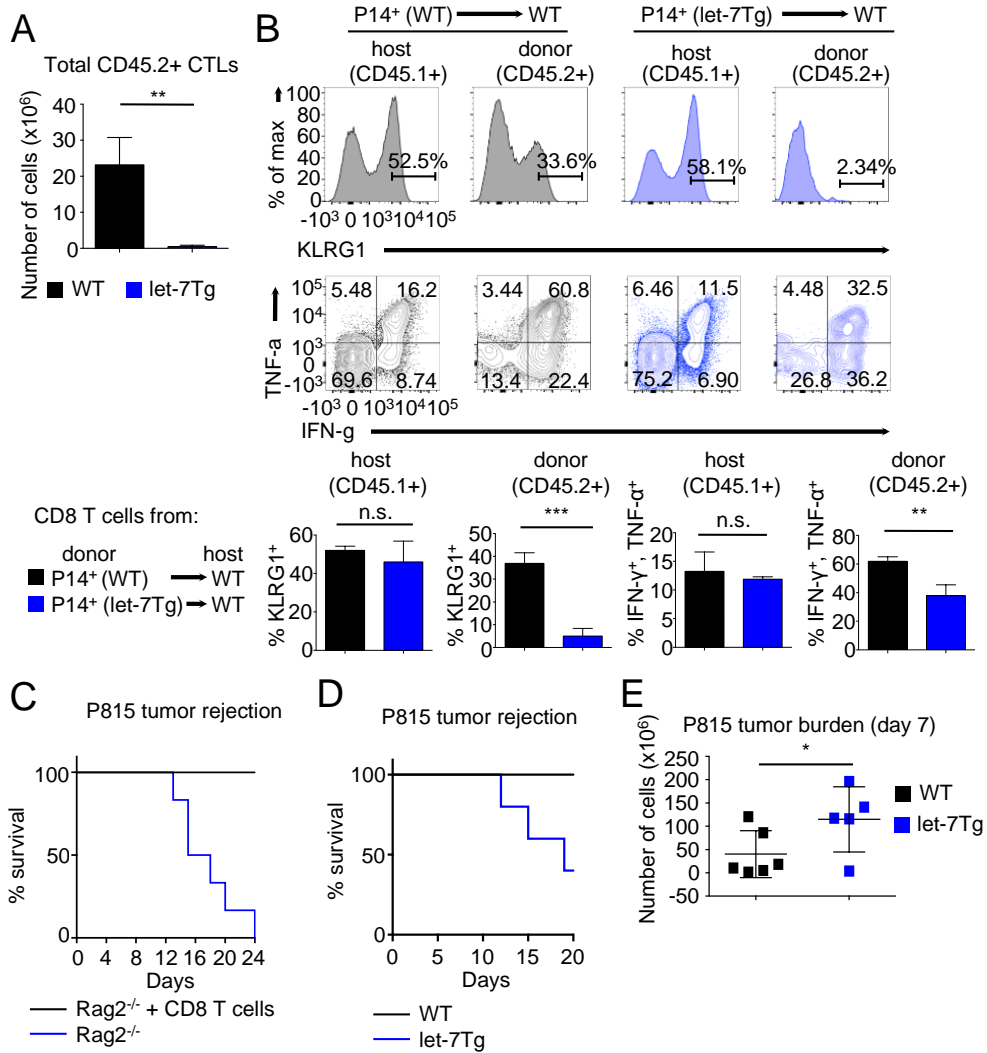 A
Total CD45.2+ CTLs
**
Number of cells (x10⁶)
40
30
20
10
0
WT
let-7Tg
B
P14⁺ (WT) WT
P14⁺ (let-7Tg) WT
host
(CD45.1+)
donor
(CD45.2+)
host
(CD45.1+)
donor
(CD45.2+)
% of max
100
80
60
40
20
0
52.5%
33.6%
58.1%
2.34%
-10³ 0 10³10⁴10⁵
KLRG1
TNF-a
10⁵
10⁴
10³
0
-10³
5.48 16.2
69.6 8.74
3.44 60.8
13.4 22.4
6.46 11.5
75.2 6.90
4.48 32.5
26.8 36.2
-10³ 0 10³10⁴10⁵
IFN-g
CD8 T cells from:
donor host
P14⁺ (WT) WT
P14⁺ (let-7Tg) WT
host
(CD45.1+)
n.s.
% KLRG1⁺
60
40
20
0
donor
(CD45.2+)
***
% KLRG1⁺
50
40
30
20
10
0
host
(CD45.1+)
n.s.
% IFN-γ⁺, TNF-α⁺
20
15
10
5
0
donor
(CD45.2+)
**
% IFN-γ⁺, TNF-α⁺
80
60
40
20
0
C
P815 tumor rejection
% survival
100
50
0
0 4 8 12 16 20 24
Days
Rag2⁻/⁻ + CD8 T cells
Rag2⁻/⁻
D
P815 tumor rejection
% survival
100
50
0
0 5 10 15 20
Days
WT
let-7Tg
E
P815 tumor burden (day 7)
*
Number of cells (x10⁶)
250
200
150
100
50
0
-50
WT
let-7Tg